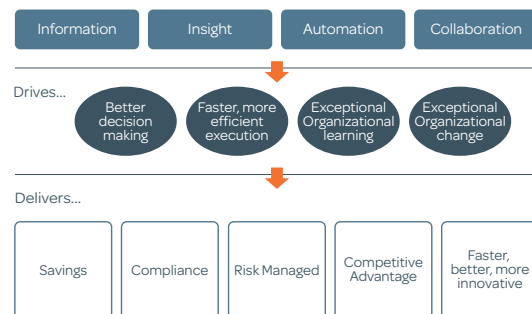 Information
Insight
Automation
Collaboration
Drives...
Better
decision
making
Faster, more
efficient
execution
Exceptional
Organizational
learning
Exceptional
Organizational
change
Delivers...
Savings
Compliance
Risk Managed
Competitive
Advantage
Faster,
better, more
innovative